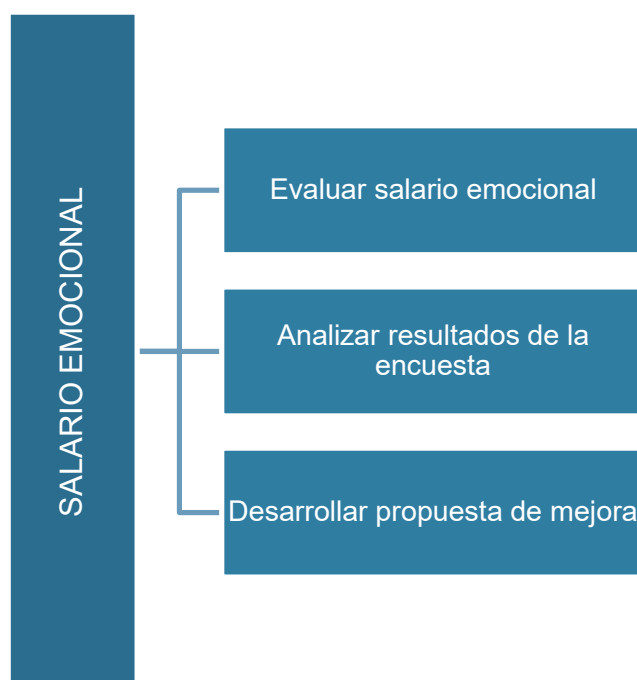 SALARIO EMOCIONAL
Evaluar salario emocional
Analizar resultados de la
encuesta
Desarrollar propuesta de mejora